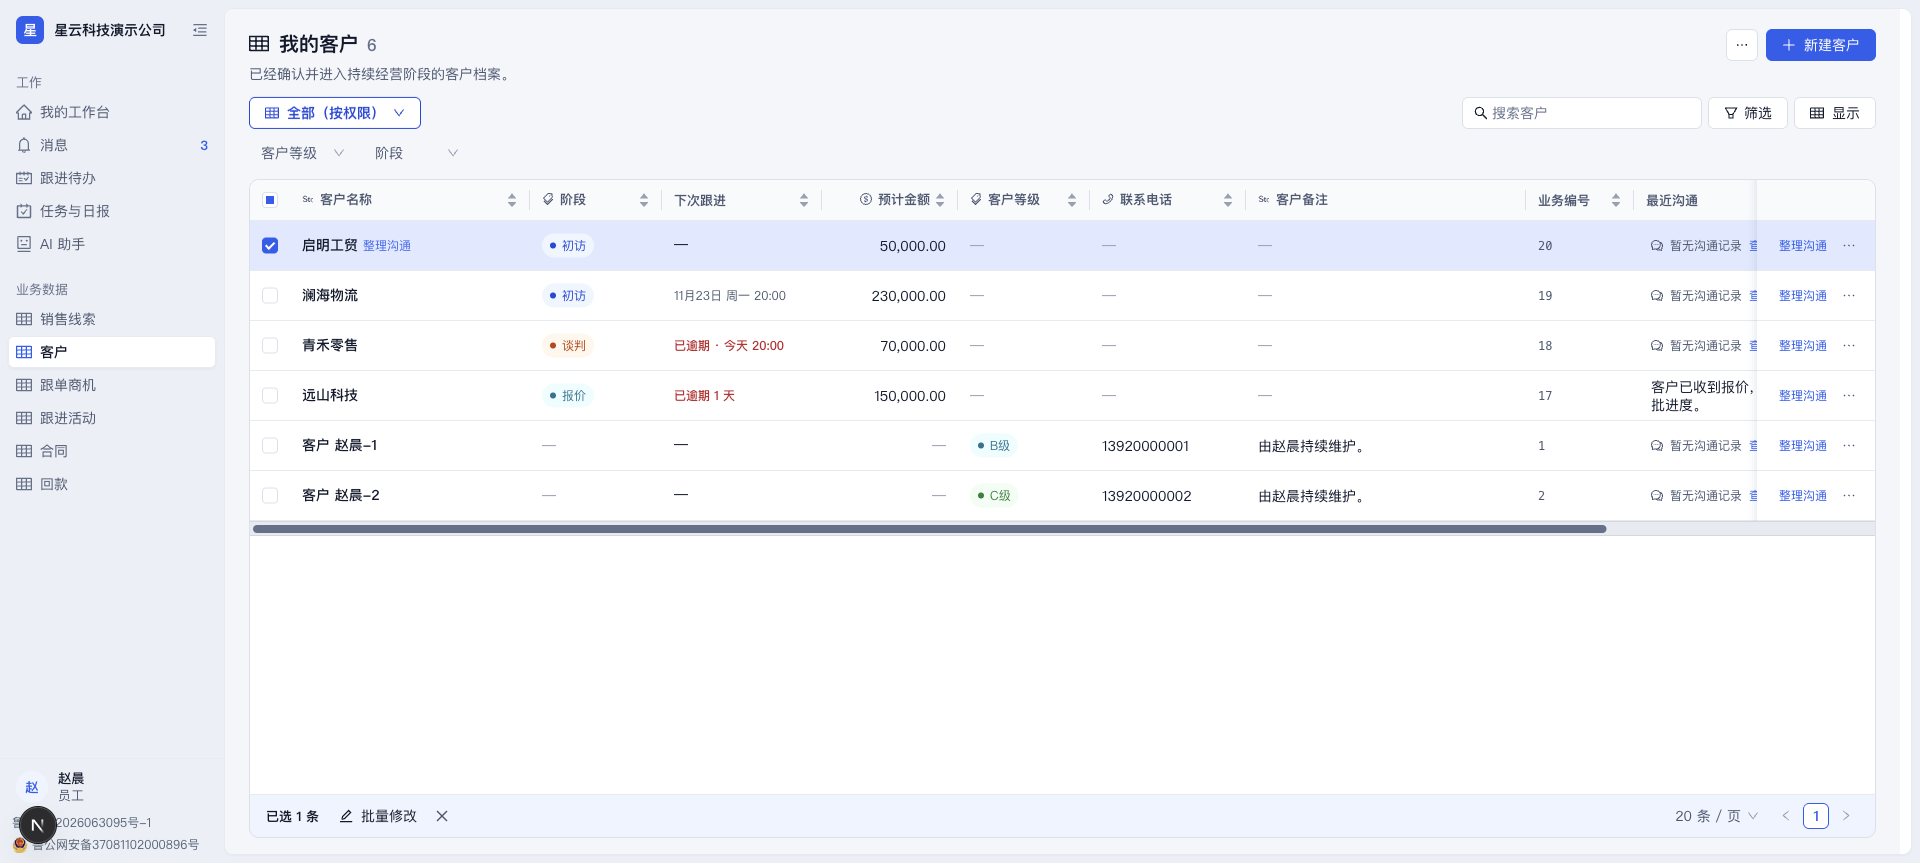 星 星云科技演示公司
工作
我的工作台
消息 3
跟进待办
任务与日报
AI 助手
业务数据
销售线索
客户
跟单商机
跟进活动
合同
回款
赵 赵晨
员工
N 2026063095号-1
公网安备37081102000896号
我的客户 6
已经确认并进入持续经营阶段的客户档案。
··· 新建客户
全部（按权限）
搜索客户 筛选 显示
客户等级 阶段
Str 客户名称 阶段 下次跟进 预计金额 客户等级 联系电话 Str 客户备注 业务编号 最近沟通
启明工贸 整理沟通 初访 — 50,000.00 — — — 20 暂无沟通记录 整理沟通 ···
澜海物流 初访 11月23日 周一 20:00 230,000.00 — — — 19 暂无沟通记录 整理沟通 ···
青禾零售 谈判 已逾期 · 今天 20:00 70,000.00 — — — 18 暂无沟通记录 整理沟通 ···
远山科技 报价 已逾期 1 天 150,000.00 — — — 17 客户已收到报价， 整理沟通 ···
批进度。
客户 赵晨-1 — — — B级 13920000001 由赵晨持续维护。 1 暂无沟通记录 整理沟通 ···
客户 赵晨-2 — — — C级 13920000002 由赵晨持续维护。 2 暂无沟通记录 整理沟通 ···
已选 1 条 批量修改 20 条 / 页 1